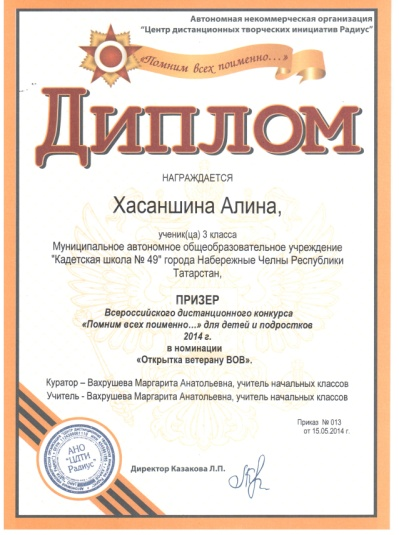 Автономная некоммерческая организация
"Центр дистанционных творческих инициатив Радиус"
«Помним всех поименно...»
ДИПЛОМ
НАГРАЖДАЕТСЯ
Хасаншина Алина,
ученик(ца) 3 класса
Муниципальное автономное общеобразовательное учреждение
"Кадетская школа № 49" города Набережные Челны Республики
Татарстан,
ПРИЗЕР
Всероссийского дистанционного конкурса
«Помним всех поименно...» для детей и подростков
2014 г.
в номинации
«Открытка ветерану ВОВ».
Куратор – Вахрушева Маргарита Анатольевна, учитель начальных классов
Учитель - Вахрушева Маргарита Анатольевна, учитель начальных классов
Приказ № 013
от 15.05.2014 г.
АНО
"ЦДТИ
Радиус"
Директор Казакова Л.П.